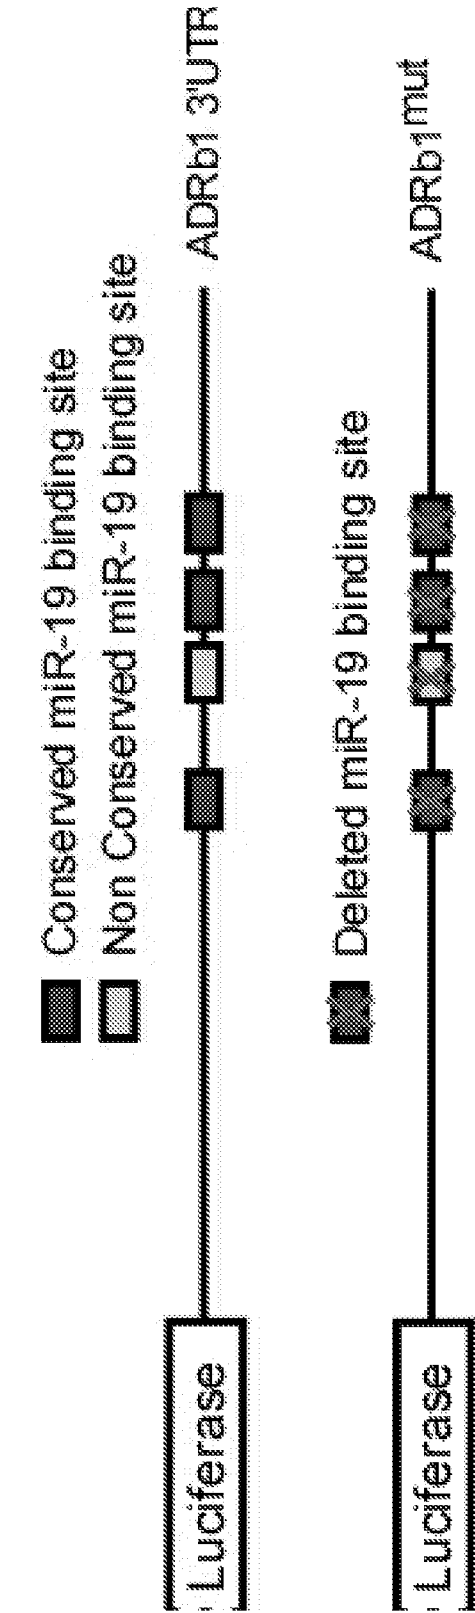 Conserved miR-19 binding site
Non Conserved miR-19 binding site
Luciferase
ADRb1 3'UTR
Deleted miR-19 binding site
Luciferase
ADRb1mut